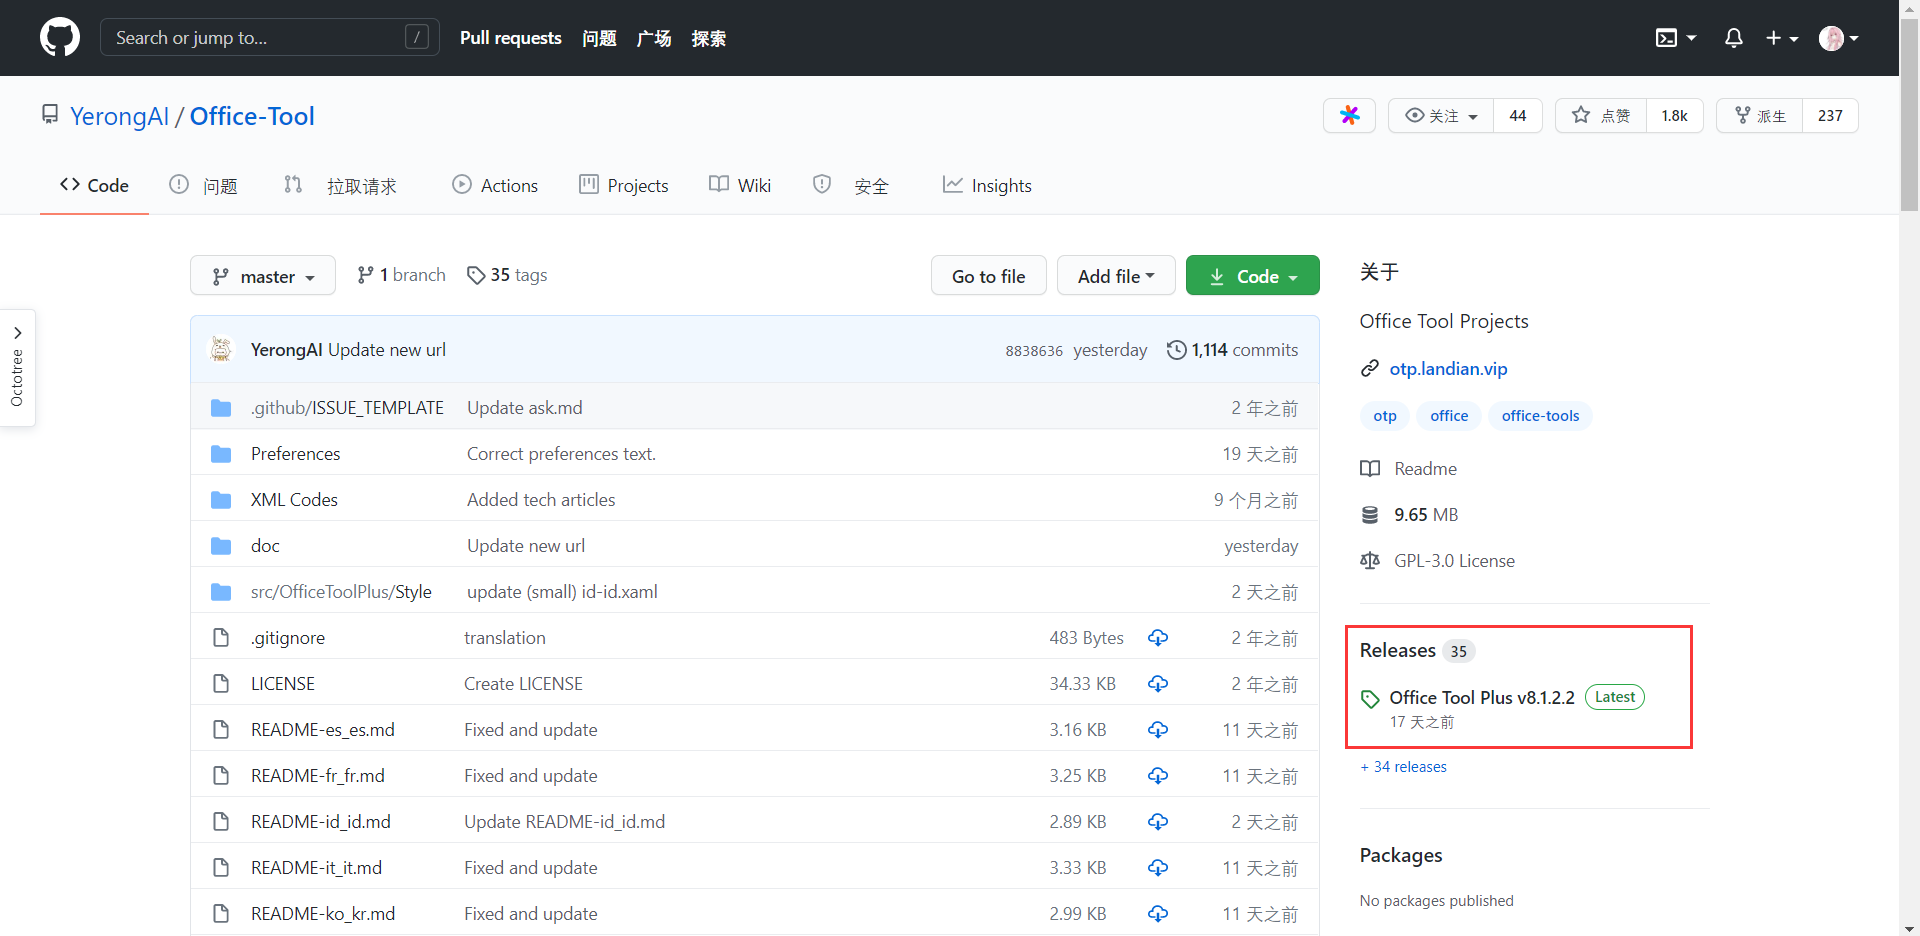 Search or jump to... /
Pull requests 问题 广场 探索
YerongAI / Office-Tool
关注 44 点赞 1.8k 派生 237
Code 问题 拉取请求 Actions Projects Wiki 安全 Insights
master 1 branch 35 tags Go to file Add file Code
Octotree
YerongAI Update new url 8838636 yesterday 1,114 commits
.github/ISSUE_TEMPLATE Update ask.md 2 年之前
Preferences Correct preferences text. 19 天之前
XML Codes Added tech articles 9 个月之前
doc Update new url yesterday
src/OfficeToolPlus/Style update (small) id-id.xaml 2 天之前
.gitignore translation 483 Bytes 2 年之前
LICENSE Create LICENSE 34.33 KB 2 年之前
README-es_es.md Fixed and update 3.16 KB 11 天之前
README-fr_fr.md Fixed and update 3.25 KB 11 天之前
README-id_id.md Update README-id_id.md 2.89 KB 2 天之前
README-it_it.md Fixed and update 3.33 KB 11 天之前
README-ko_kr.md Fixed and update 2.99 KB 11 天之前
关于
Office Tool Projects
otp.landian.vip
otp office office-tools
Readme
9.65 MB
GPL-3.0 License
Releases 35
Office Tool Plus v8.1.2.2 Latest
17 天之前
+ 34 releases
Packages
No packages published